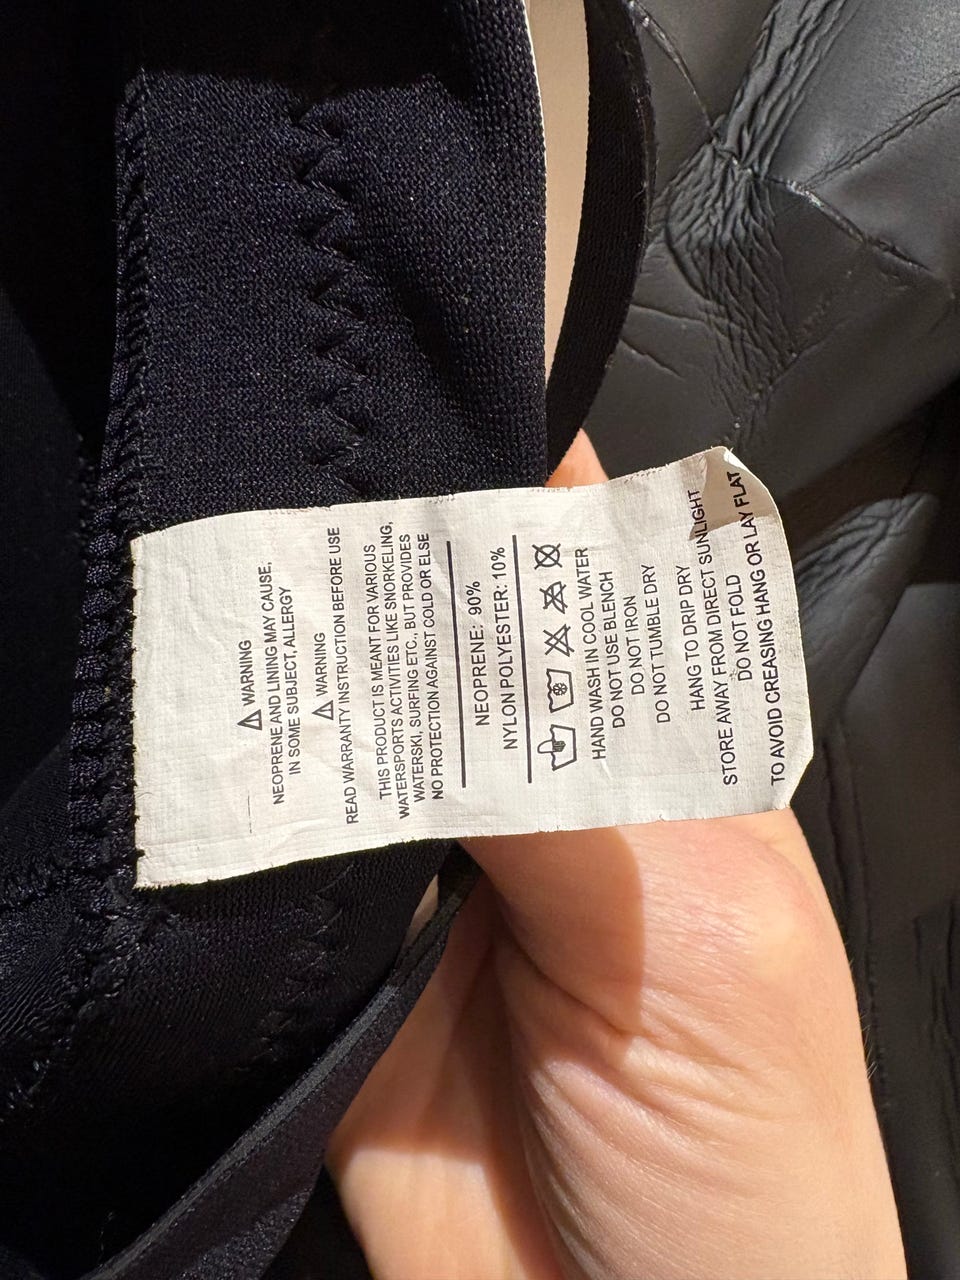 ⚠ WARNING
NEOPRENE AND LINING MAY CAUSE,
IN SOME SUBJECT, ALLERGY
⚠ WARNING
READ WARRANTY INSTRUCTION BEFORE USE
THIS PRODUCT IS MEANT FOR VARIOUS
WATERSPORTS ACTIVITIES LIKE SNORKELING,
WATERSKI, SURFING ETC., BUT PROVIDES
NO PROTECTION AGAINST COLD OR ELSE
NEOPRENE: 90%
NYLON POLYESTER: 10%
HAND WASH IN COOL WATER
DO NOT USE BLENCH
DO NOT IRON
DO NOT TUMBLE DRY
HANG TO DRIP DRY
STORE AWAY FROM DIRECT SUNLIGHT
DO NOT FOLD
TO AVOID CREASING HANG OR LAY FLAT